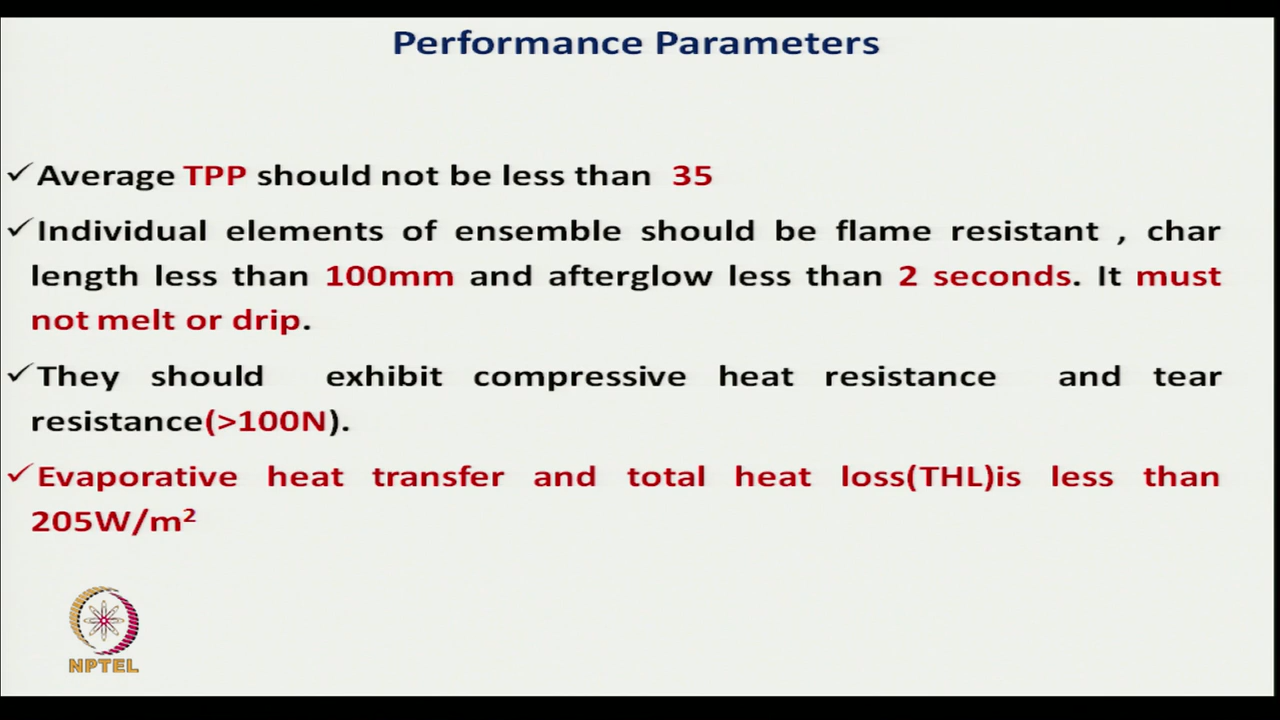 Performance Parameters
✓Average TPP should not be less than 35
✓Individual elements of ensemble should be flame resistant , char
length less than 100mm and afterglow less than 2 seconds. It must
not melt or drip.
✓They should exhibit compressive heat resistance and tear
resistance(>100N).
✓Evaporative heat transfer and total heat loss(THL)is less than
205W/m²
NPTEL